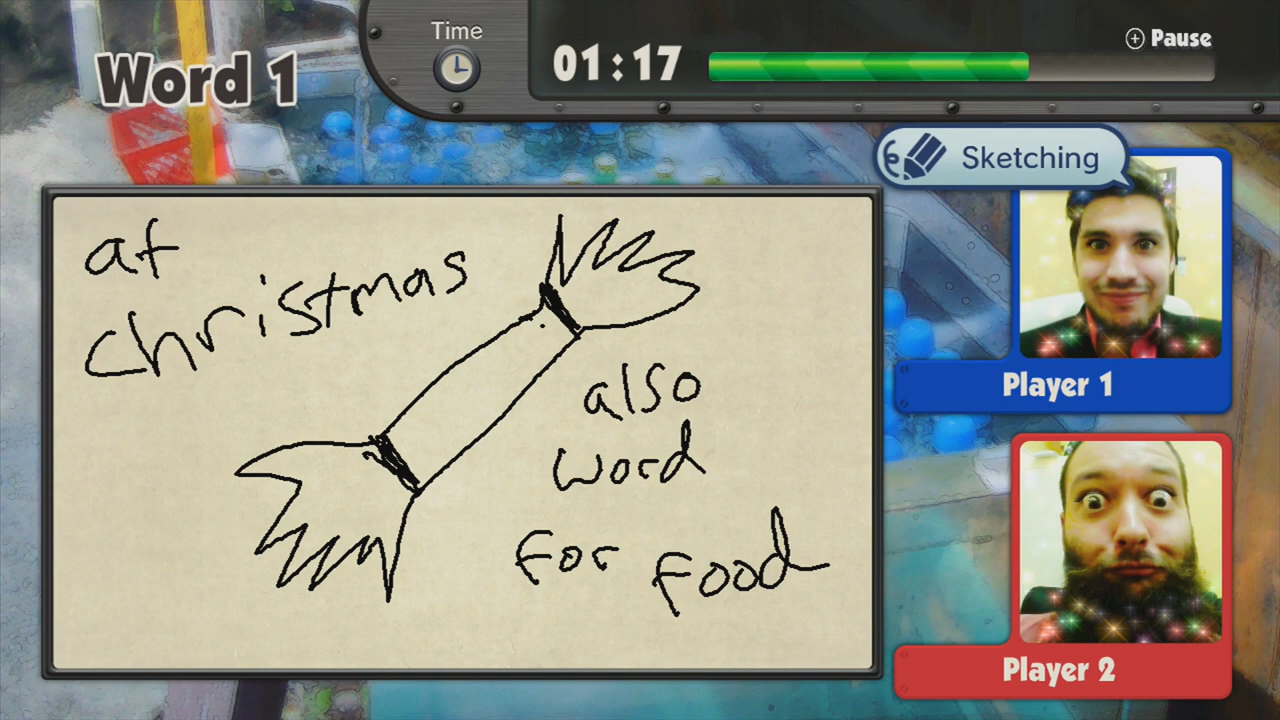 Word 1
Time
01:17
+ Pause
Sketching
at
christmas
also
word
for food
Player 1
Player 2